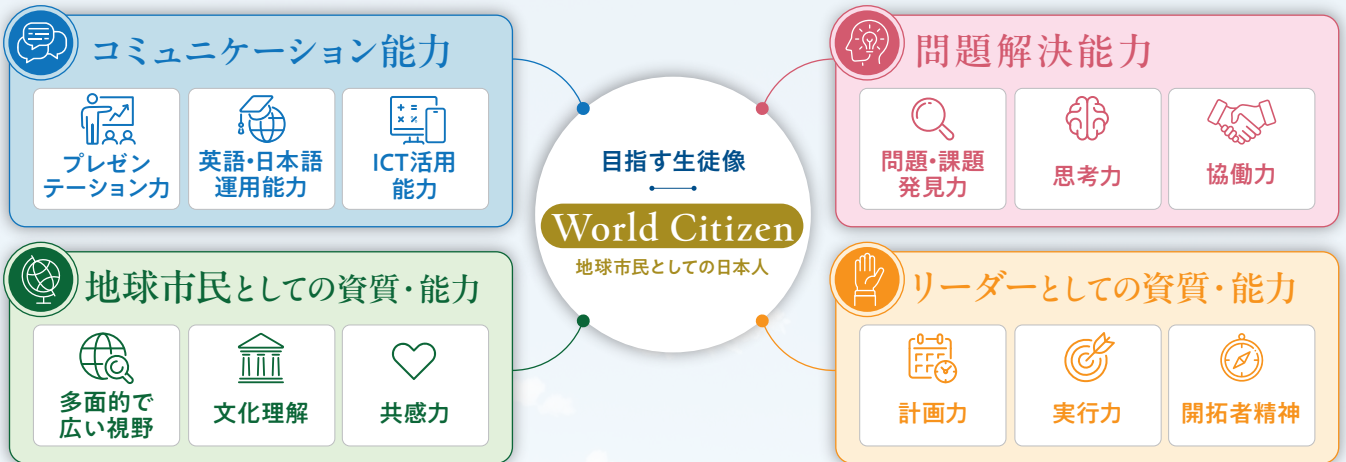 コミュニケーション能力
プレゼン
テーション力
英語・日本語
運用能力
ICT活用
能力
問題解決能力
問題・課題
発見力
思考力
協働力
目指す生徒像
World Citizen
地球市民としての日本人
地球市民としての資質・能力
多面的で
広い視野
文化理解
共感力
リーダーとしての資質・能力
計画力
実行力
開拓者精神